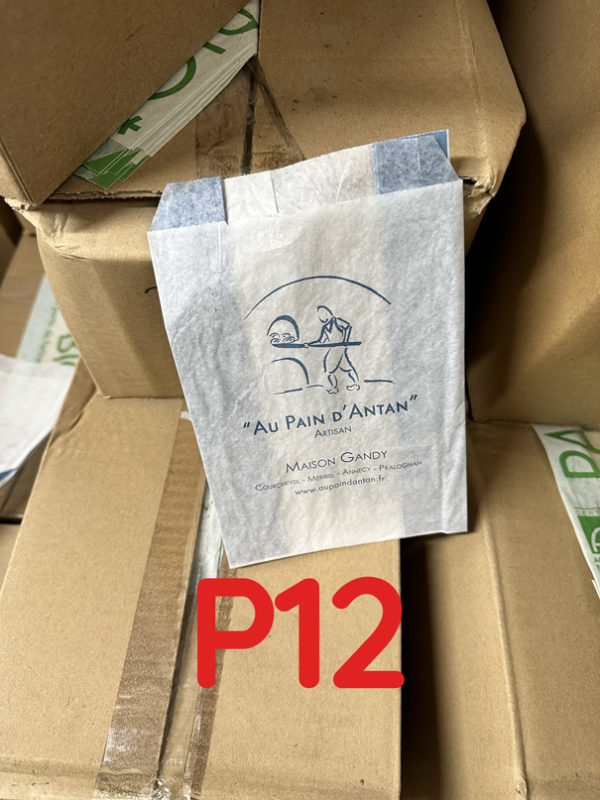 "AU PAIN D'ANTAN"
ARTISAN
MAISON GANDY
COURCHEVEL - MERIBEL - ANNECY - PRALOGNAN
www.aupaindantan.fr
P12